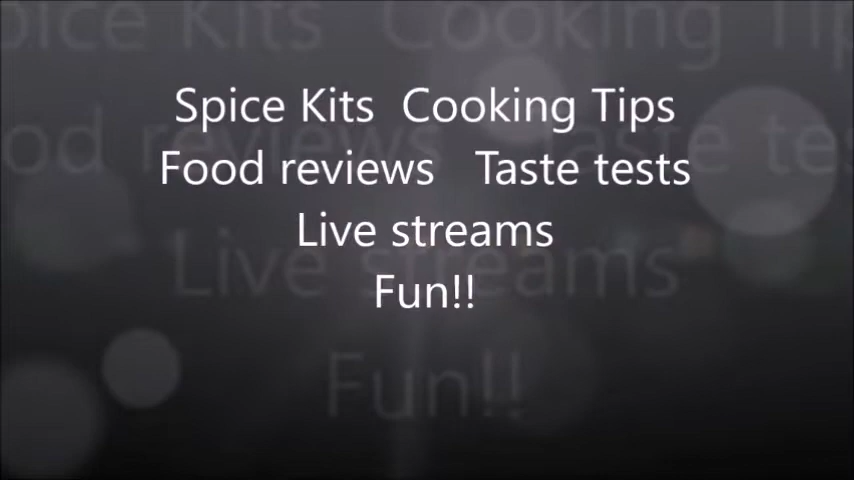 Spice Kits  Cooking Tips
Food reviews   Taste tests
Live streams
Fun!!